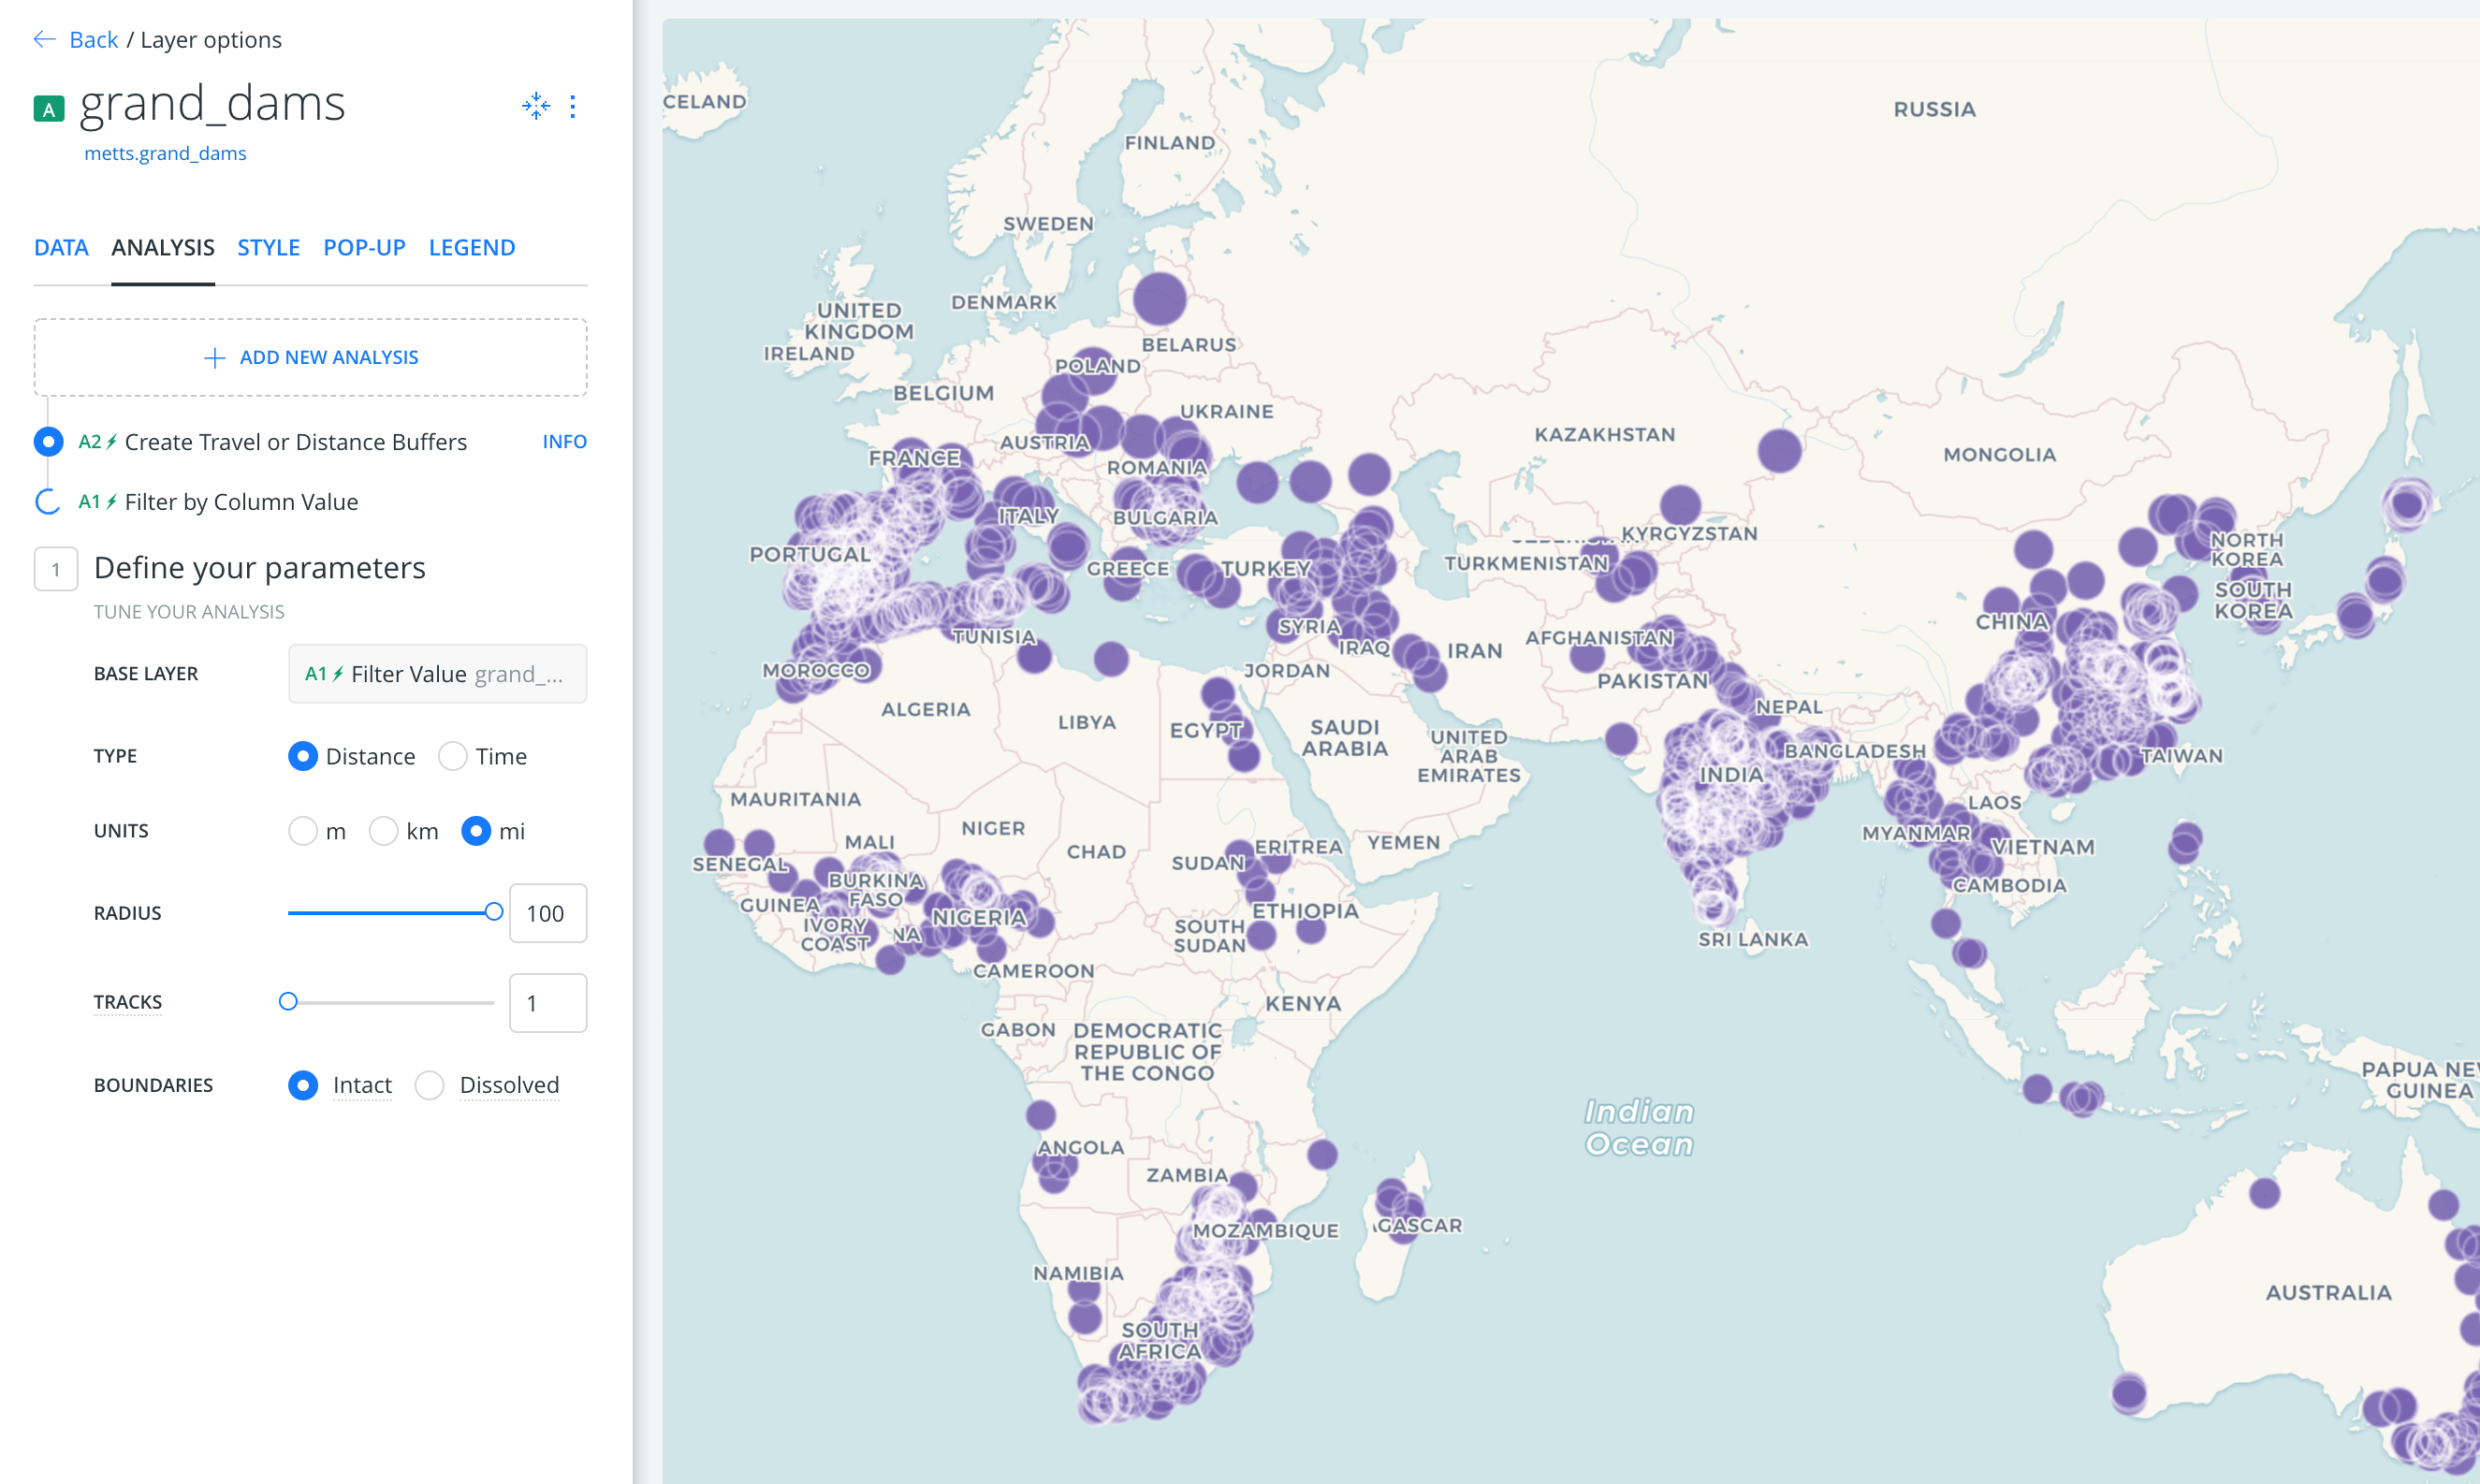 Back / Layer options
A grand_dams
metts.grand_dams
DATA ANALYSIS STYLE POP-UP LEGEND
ADD NEW ANALYSIS
A2 Create Travel or Distance Buffers INFO
A1 Filter by Column Value
1 Define your parameters
TUNE YOUR ANALYSIS
BASE LAYER A1 Filter Value grand_...
TYPE Distance Time
UNITS m km mi
RADIUS 100
TRACKS 1
BOUNDARIES Intact Dissolved
CELAND
RUSSIA
FINLAND
SWEDEN
DENMARK
UNITED
KINGDOM
IRELAND
BELARUS
POLAND
BELGIUM
UKRAINE
AUSTRIA
KAZAKHSTAN
MONGOLIA
FRANCE
ROMANIA
ITALY
BULGARIA
KYRGYZSTAN
NORTH
KOREA
PORTUGAL
GREECE
TURKEY
TURKMENISTAN
SOUTH
KOREA
CHINA
SYRIA
TUNISIA
AFGHANISTAN
IRAQ
IRAN
MOROCCO
JORDAN
PAKISTAN
ALGERIA
LIBYA
EGYPT
NEPAL
SAUDI
ARABIA
UNITED
ARAB
EMIRATES
BANGLADESH
TAIWAN
INDIA
MAURITANIA
LAOS
NIGER
MALI
CHAD
ERITREA
YEMEN
MYANMAR
VIETNAM
SENEGAL
SUDAN
BURKINA
FASO
CAMBODIA
GUINEA
NIGERIA
ETHIOPIA
IVORY
COAST
NA
SOUTH
SUDAN
SRI LANKA
CAMEROON
KENYA
GABON
DEMOCRATIC
REPUBLIC OF
THE CONGO
PAPUA NEW
GUINEA
Indian
Ocean
ANGOLA
ZAMBIA
MOZAMBIQUE
AGASCAR
NAMIBIA
AUSTRALIA
SOUTH
AFRICA